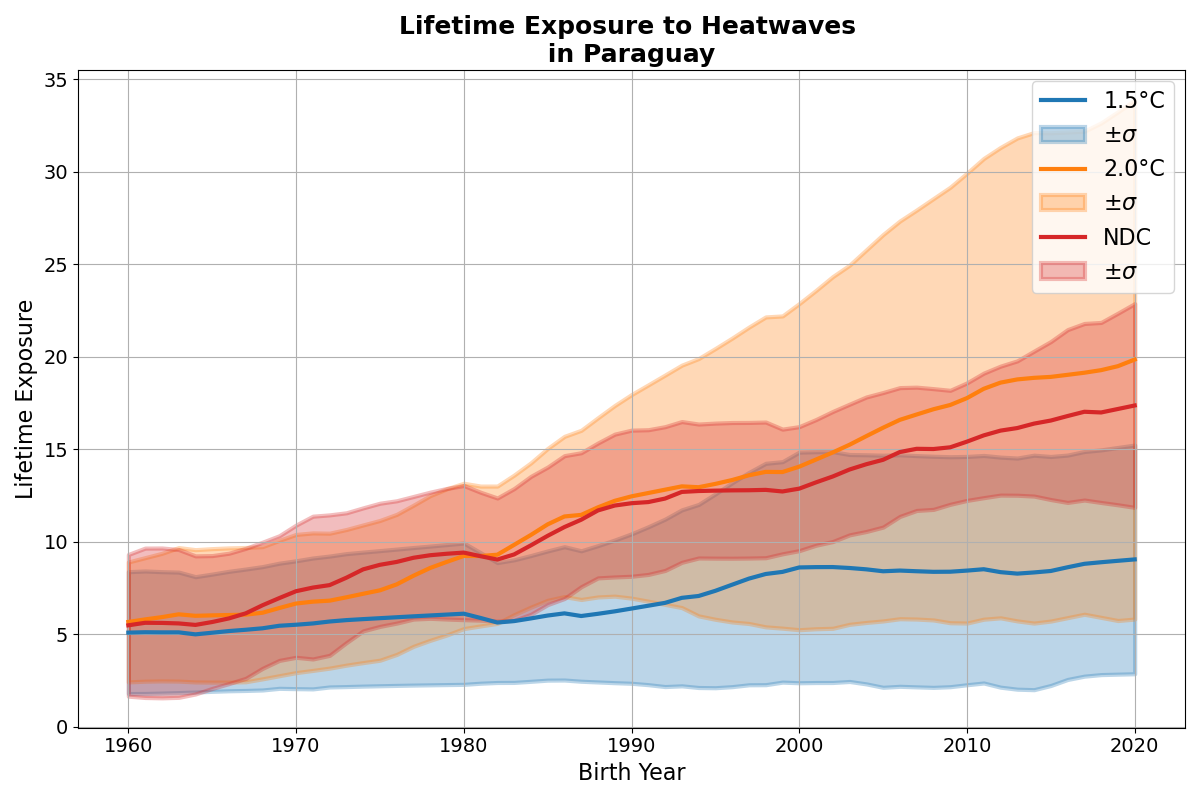 Lifetime Exposure to Heatwaves
in Paraguay
35
30
25
20
15
10
5
0
Lifetime Exposure
1960
1970
1980
1990
2000
2010
2020
Birth Year
1.5°C
±σ
2.0°C
±σ
NDC
±σ